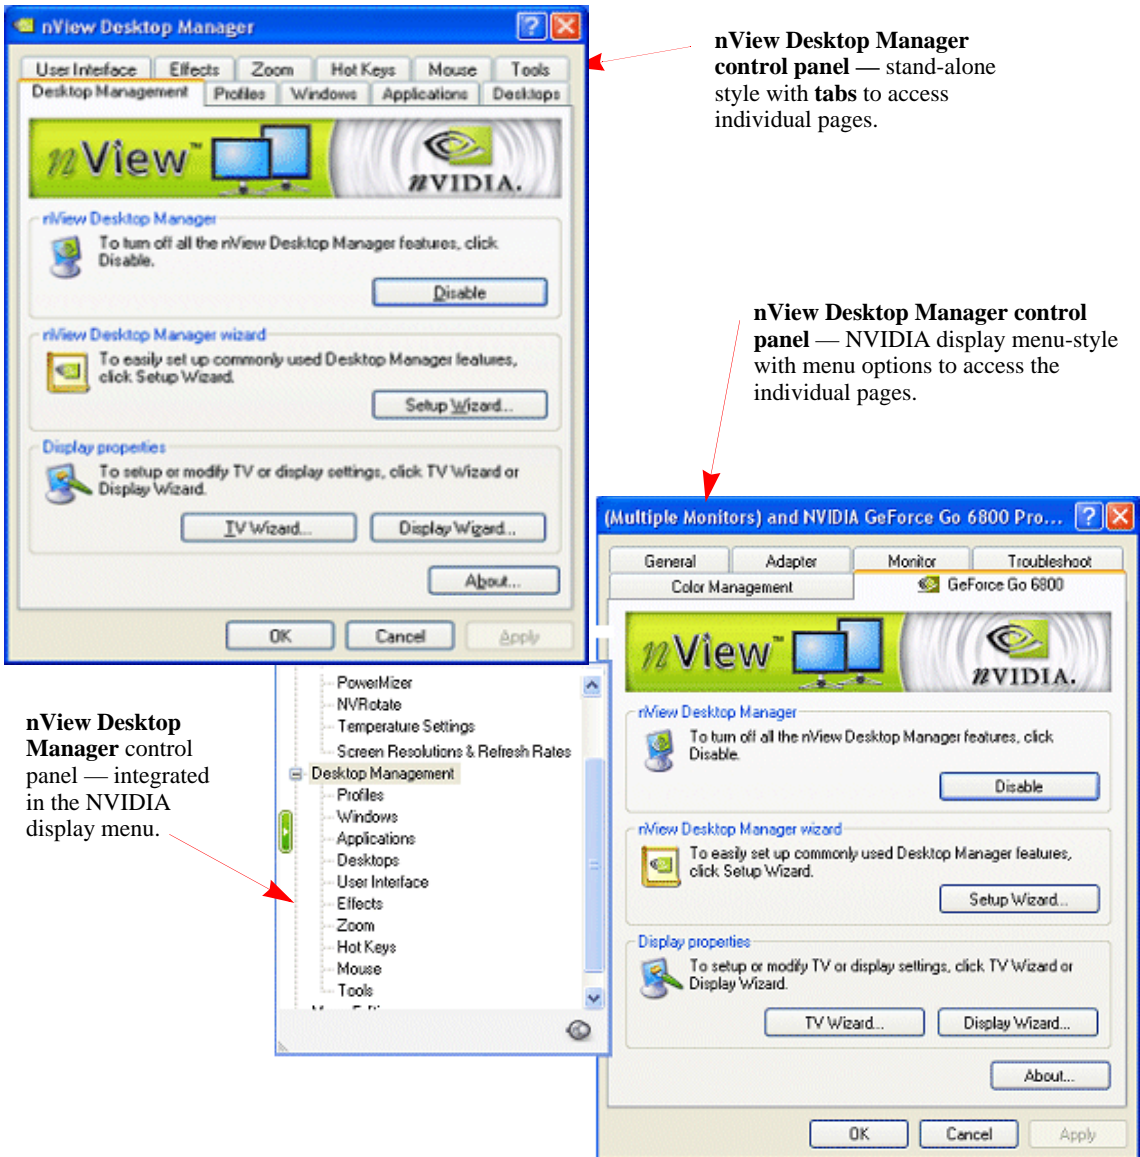 nView Desktop Manager
User Interface Effects Zoom Hot Keys Mouse Tools
Desktop Management Profiles Windows Applications Desktops
nView™
nVIDIA.
nView Desktop Manager
To turn off all the nView Desktop Manager features, click
Disable.
Disable
nView Desktop Manager wizard
To easily set up commonly used Desktop Manager features,
click Setup Wizard.
Setup Wizard...
Display properties
To setup or modify TV or display settings, click TV Wizard or
Display Wizard.
TV Wizard... Display Wizard...
About...
OK Cancel Apply
nView Desktop Manager
control panel — stand-alone
style with tabs to access
individual pages.
nView Desktop Manager control
panel — NVIDIA display menu-style
with menu options to access the
individual pages.
nView Desktop
Manager control
panel — integrated
in the NVIDIA
display menu.
PowerMizer
NVRotate
Temperature Settings
Screen Resolutions & Refresh Rates
Desktop Management
Profiles
Windows
Applications
Desktops
User Interface
Effects
Zoom
Hot Keys
Mouse
Tools
(Multiple Monitors) and NVIDIA GeForce Go 6800 Pro...
General Adapter Monitor Troubleshoot
Color Management GeForce Go 6800
nView™
nVIDIA.
nView Desktop Manager
To turn off all the nView Desktop Manager features, click
Disable.
Disable
nView Desktop Manager wizard
To easily set up commonly used Desktop Manager features,
click Setup Wizard.
Setup Wizard...
Display properties
To setup or modify TV or display settings, click TV Wizard or
Display Wizard.
TV Wizard... Display Wizard...
About...
OK Cancel Apply